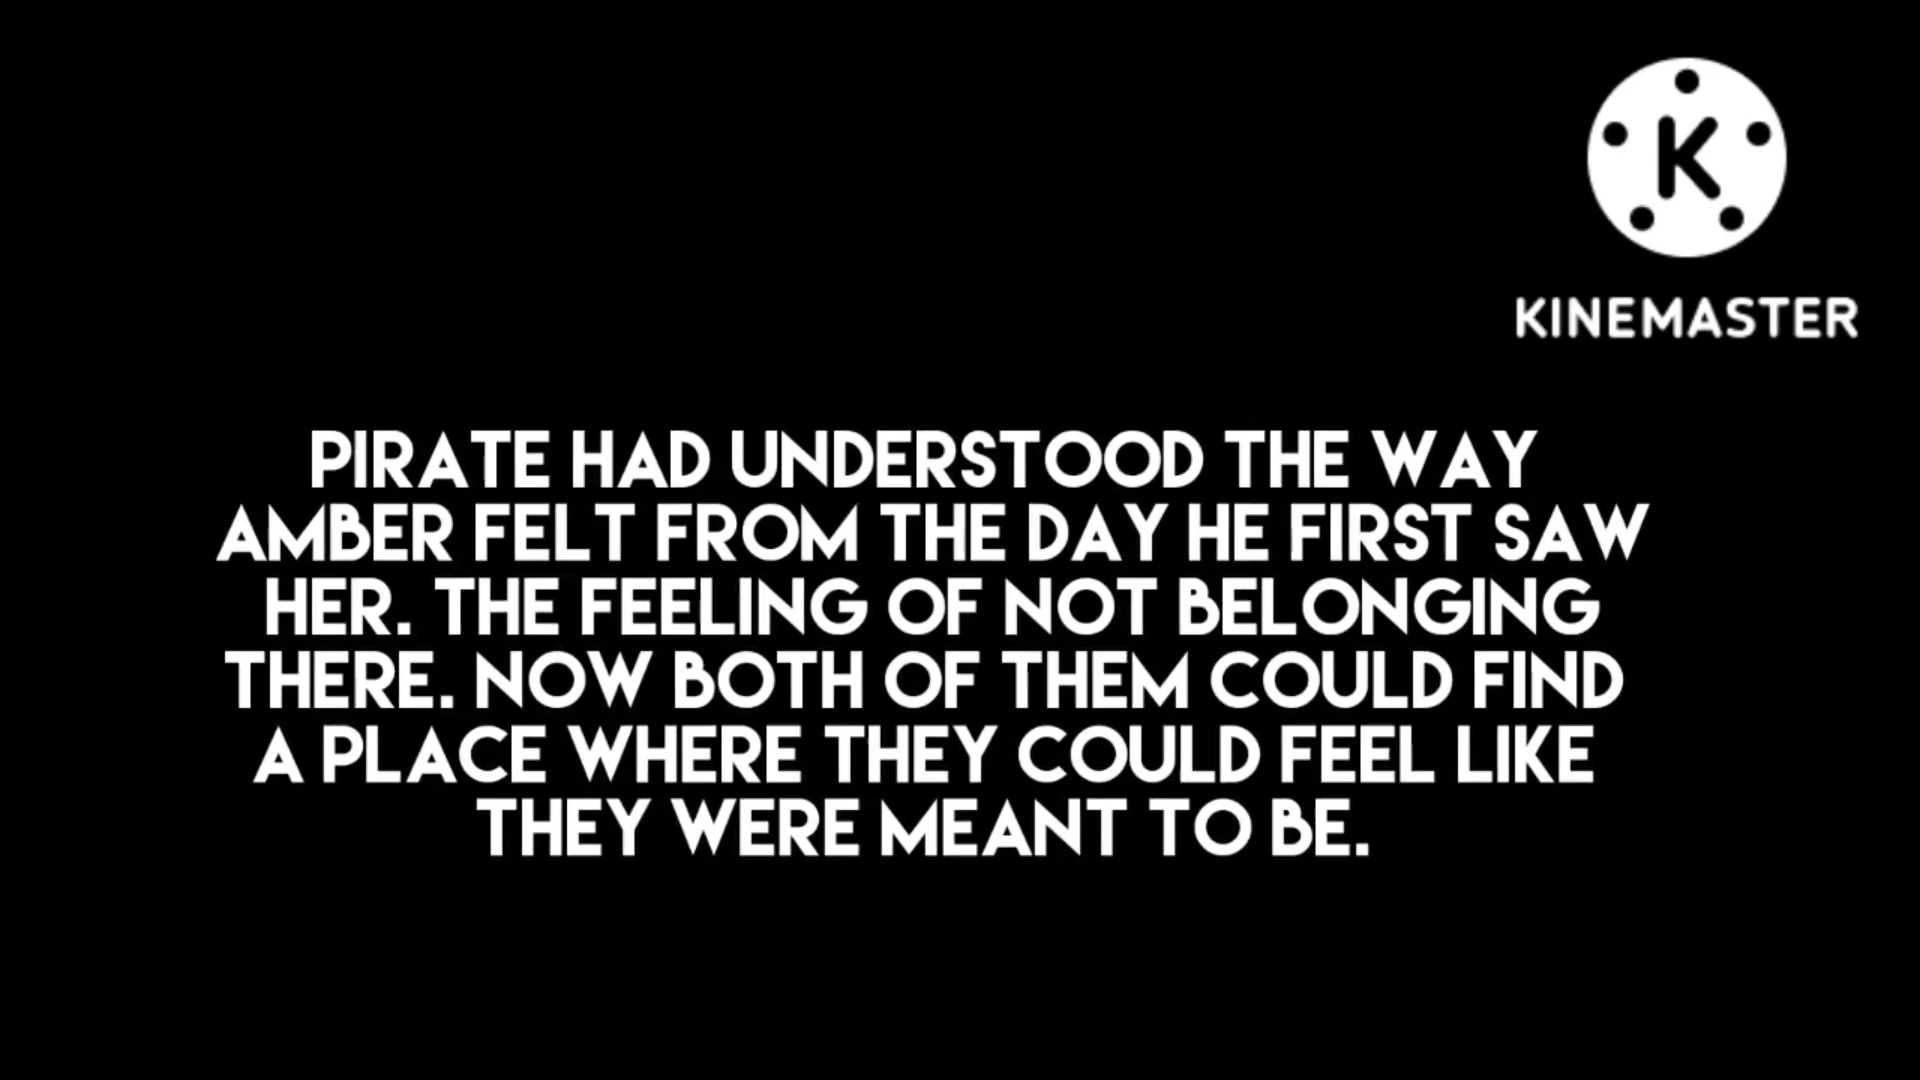 K
KINEMASTER
PIRATE HAD UNDERSTOOD THE WAY
AMBER FELT FROM THE DAY HE FIRST SAW
HER. THE FEELING OF NOT BELONGING
THERE. NOW BOTH OF THEM COULD FIND
A PLACE WHERE THEY COULD FEEL LIKE
THEY WERE MEANT TO BE.